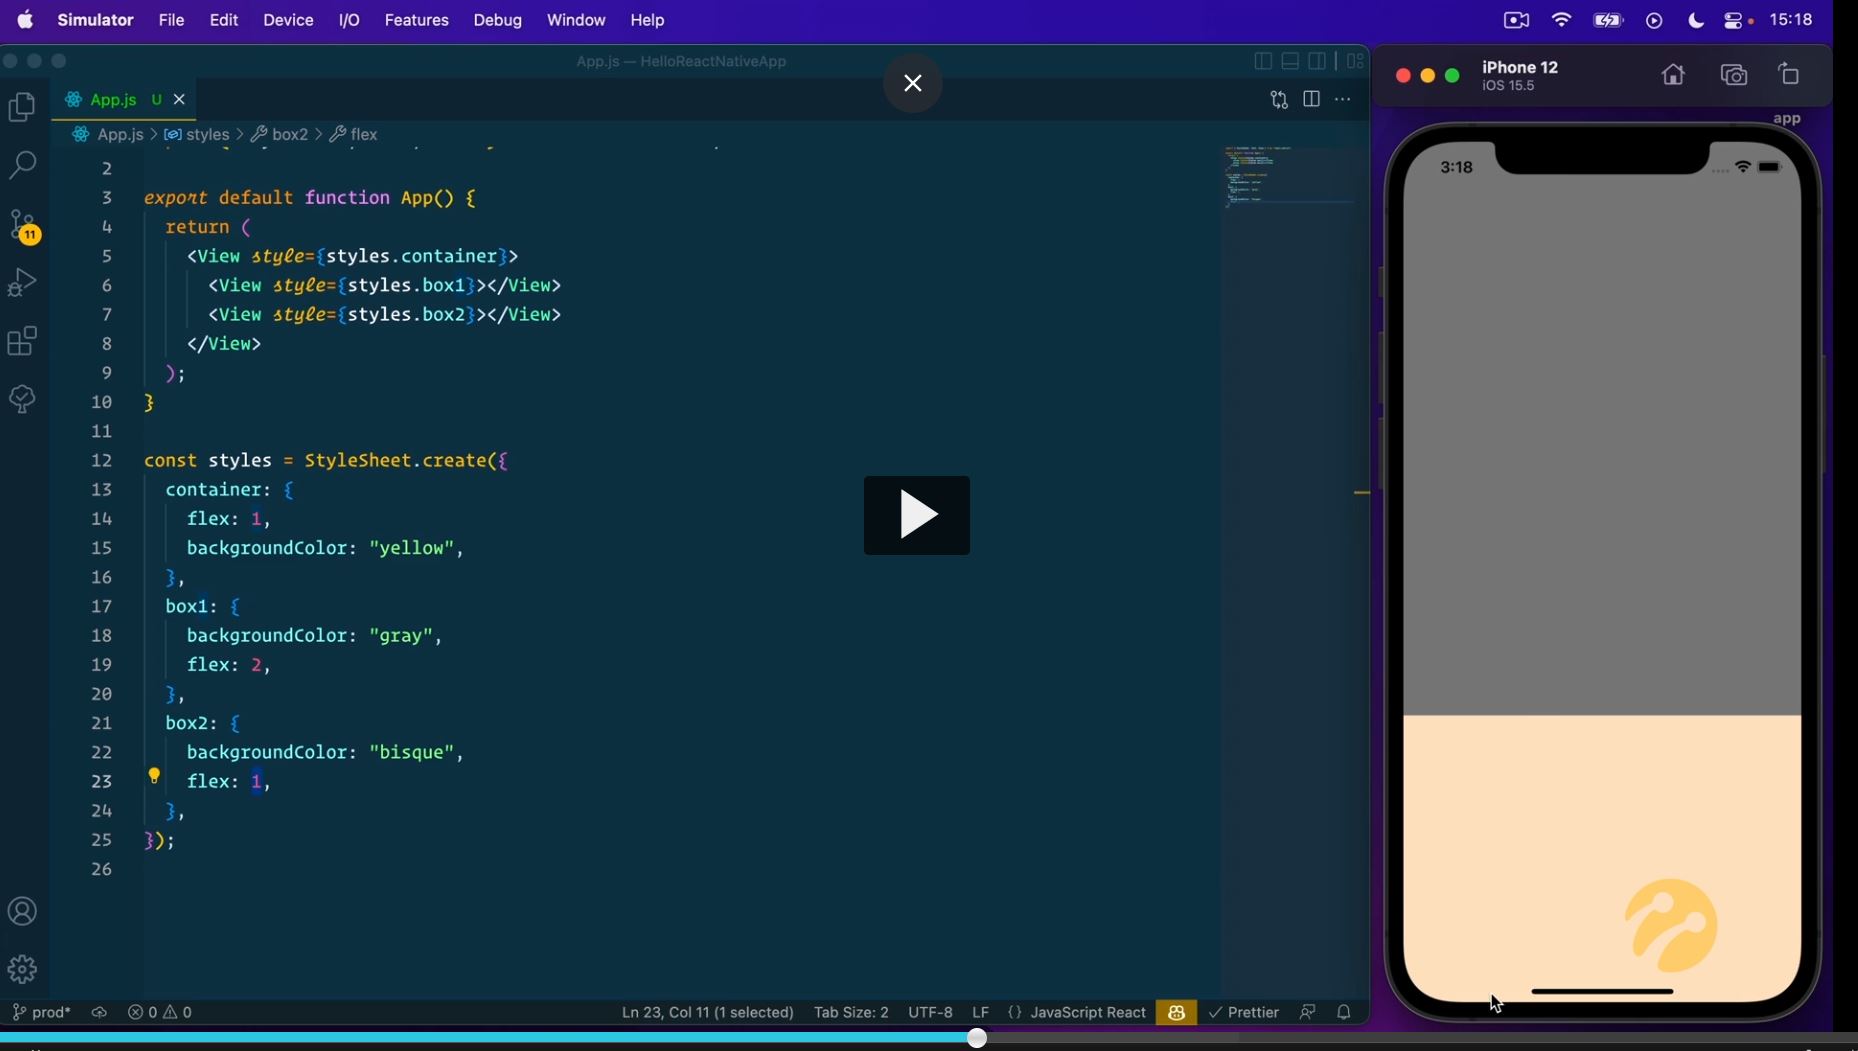 Simulator File Edit Device I/O Features Debug Window Help 15:18
App.js — HelloReactNativeApp
App.js U
App.js > styles > box2 > flex
2
3 export default function App() {
4 return (
5 <View style={styles.container}>
6 <View style={styles.box1}></View>
7 <View style={styles.box2}></View>
8 </View>
9 );
10 }
11
12 const styles = StyleSheet.create({
13 container: {
14 flex: 1,
15 backgroundColor: "yellow",
16 },
17 box1: {
18 backgroundColor: "gray",
19 flex: 2,
20 },
21 box2: {
22 backgroundColor: "bisque",
23 flex: 1,
24 },
25 });
26
11
prod* 0 0 Ln 23, Col 11 (1 selected) Tab Size: 2 UTF-8 LF {} JavaScript React Prettier
iPhone 12
iOS 15.5
app
3:18